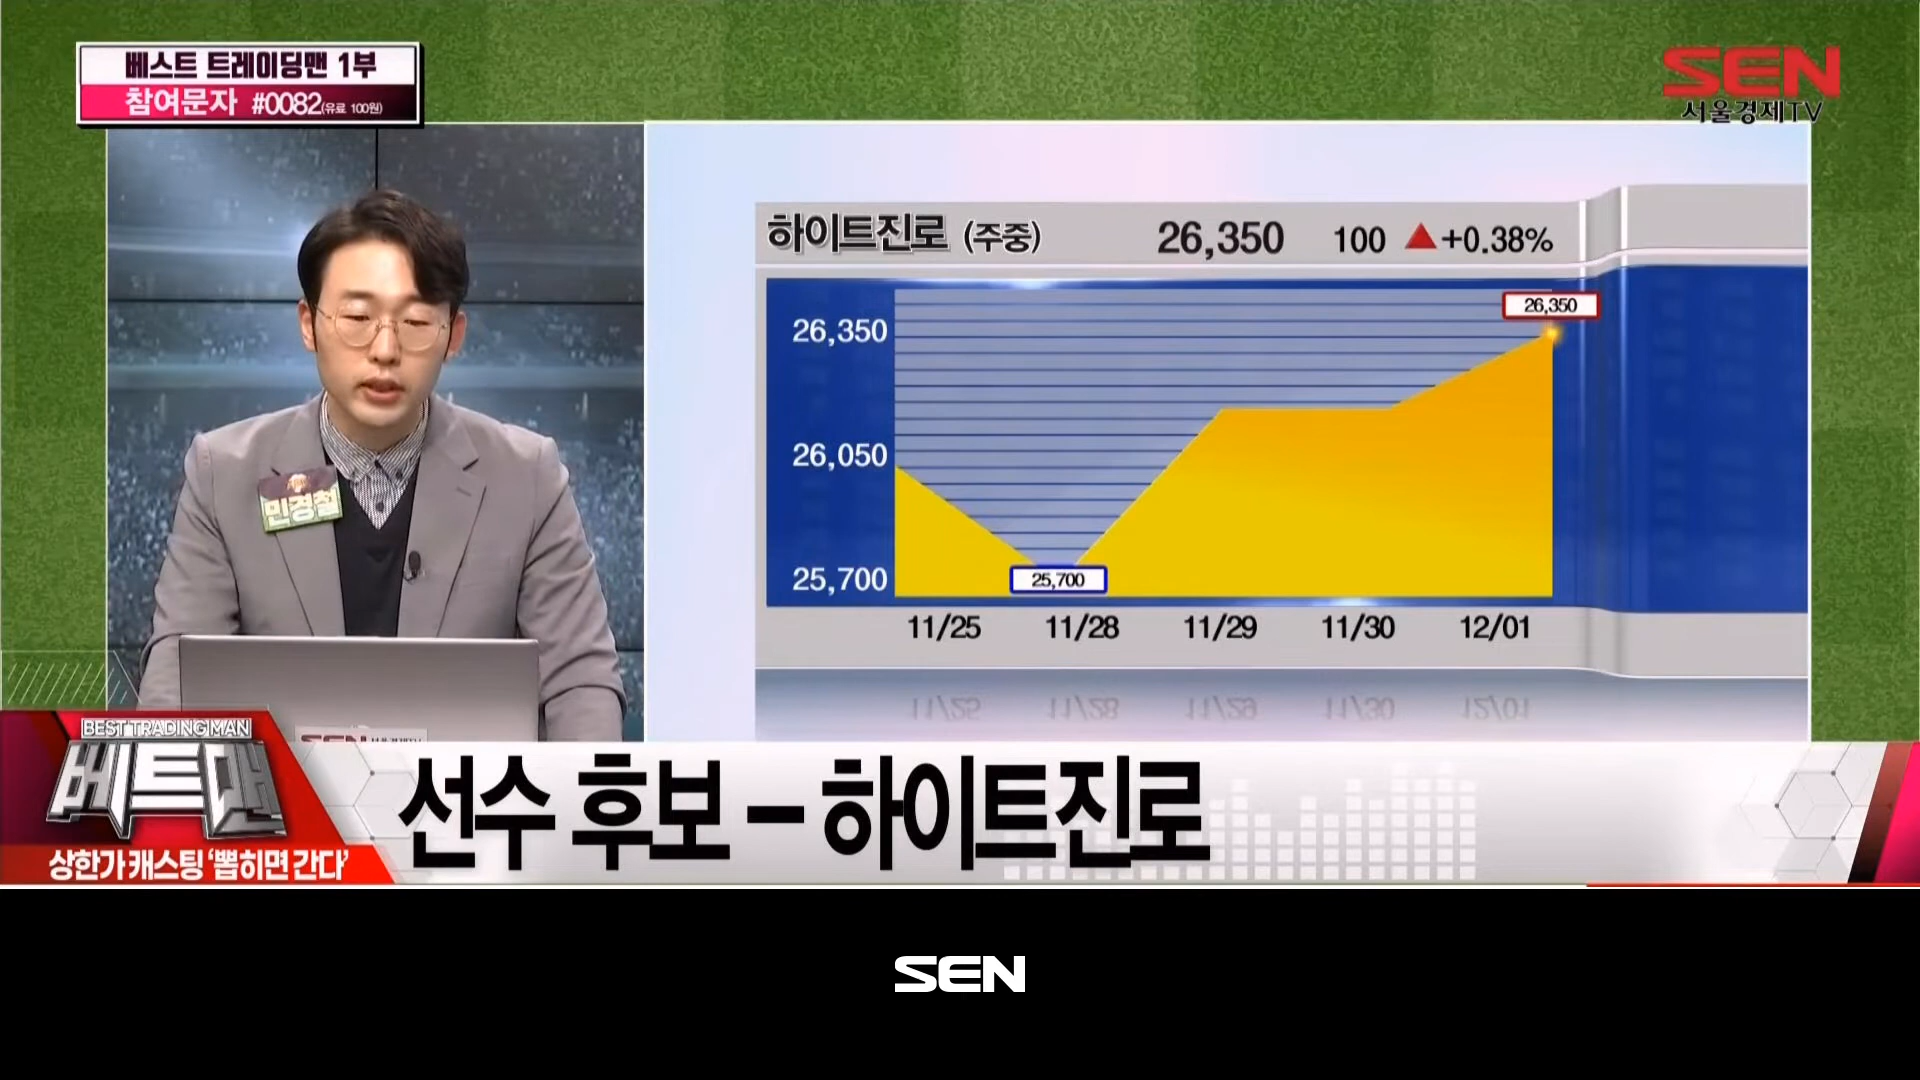 베스트 트레이딩맨 1부
참여문자 #0082(유료 100원)
SEN
서울경제TV
하이트진로 (주중) 26,350 100 ▲+0.38%
26,350
26,350
26,050
25,700
25,700
11/25 11/28 11/29 11/30 12/01
민경철
BEST TRADING MAN
베트맨
상한가 캐스팅 '뽑히면 간다'
선수 후보 - 하이트진로
SEN